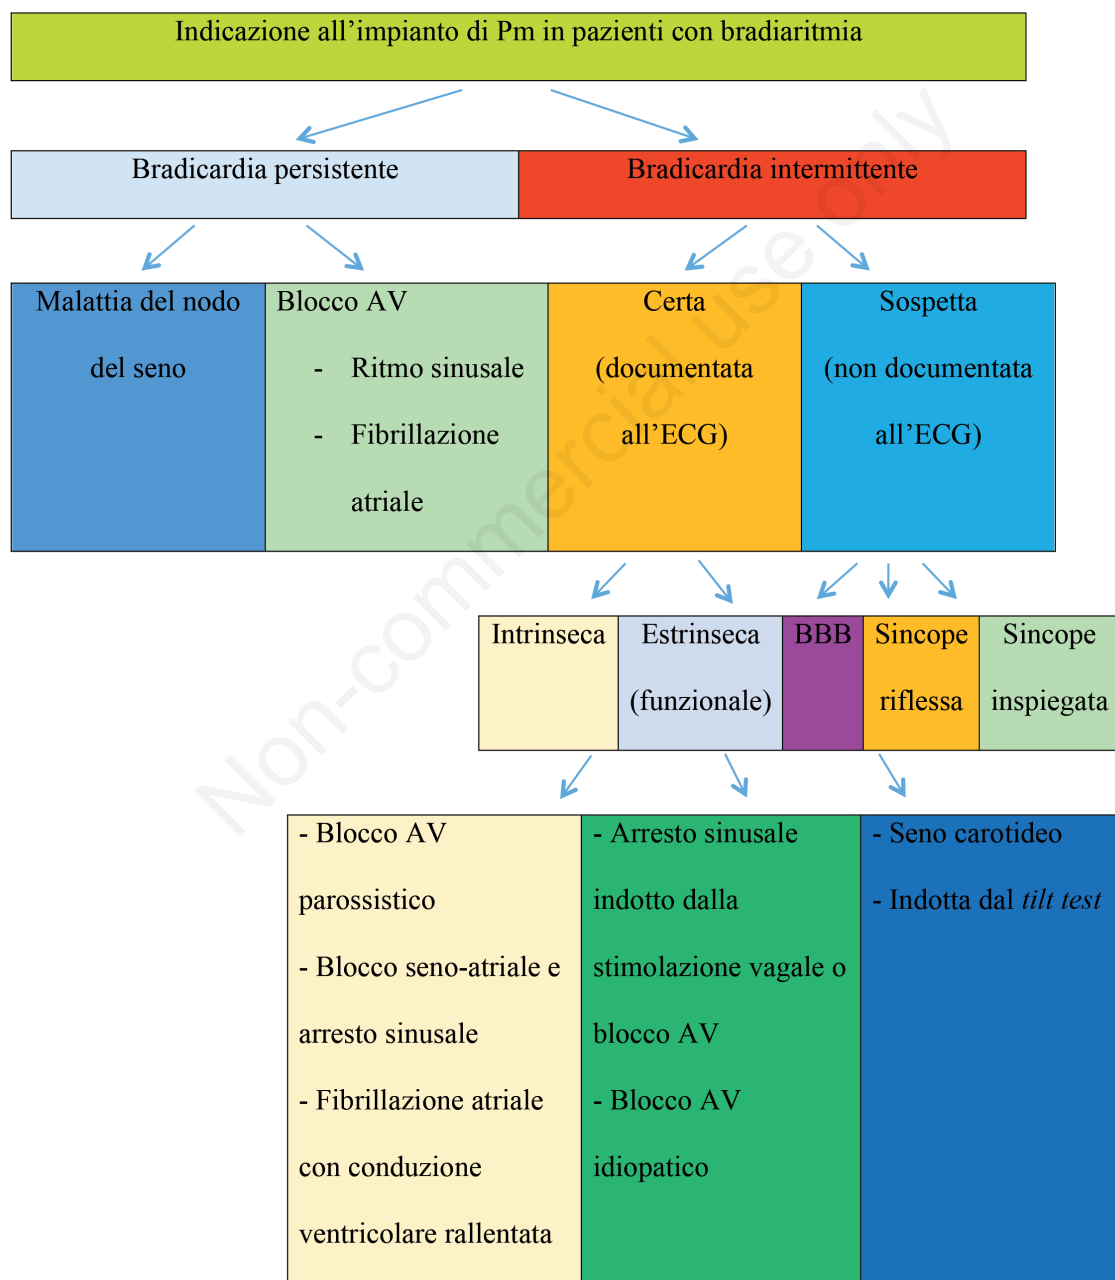 Indicazione all’impianto di Pm in pazienti con bradiaritmia
Bradicardia persistente
Bradicardia intermittente
Malattia del nodo
del seno
Blocco AV
- Ritmo sinusale
- Fibrillazione
atriale
Certa
(documentata
all’ECG)
Sospetta
(non documentata
all’ECG)
Intrinseca
Estrinseca
(funzionale)
BBB
Sincope
riflessa
Sincope
inspiegata
- Blocco AV
parossistico
- Blocco seno-atriale e
arresto sinusale
- Fibrillazione atriale
con conduzione
ventricolare rallentata
- Arresto sinusale
indotto dalla
stimolazione vagale o
blocco AV
- Blocco AV
idiopatico
- Seno carotideo
- Indotta dal tilt test
Non-commercial use only